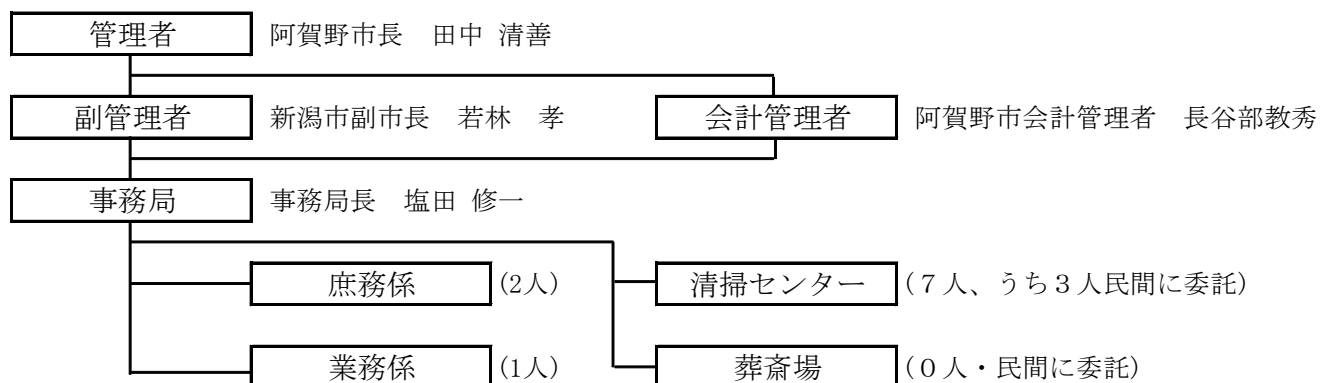 管理者 阿賀野市長 田中 清善
副管理者 新潟市副市長 若林 孝 会計管理者 阿賀野市会計管理者 長谷部教秀
事務局 事務局長 塩田 修一
庶務係 (2人) 清掃センター (7人、うち3人民間に委託)
業務係 (1人) 葬斎場 (0人・民間に委託)